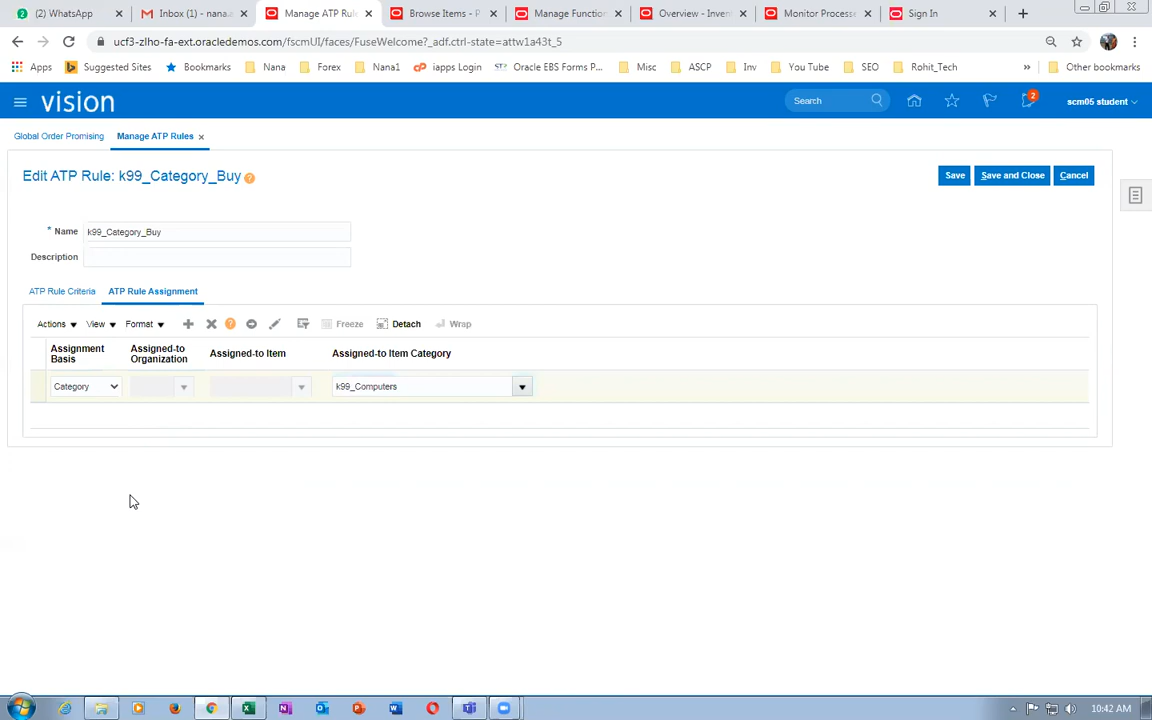 (2) WhatsApp
Inbox (1) - nana.a
Manage ATP Rule
Browse Items - P
Manage Functio
Overview - Inven
Monitor Processe
Sign In
ucf3-zlho-fa-ext.oracledemos.com/fscmUI/faces/FuseWelcome?_adf.ctrl-state=attw1a43t_5
Apps Suggested Sites Bookmarks Nana Forex Nana1 iapps Login Oracle EBS Forms P... Misc ASCP Inv You Tube SEO Rohit_Tech » Other bookmarks
vision
Search
2
scm05 student
Global Order Promising
Manage ATP Rules
Edit ATP Rule: k99_Category_Buy
Save
Save and Close
Cancel
* Name k99_Category_Buy
Description
ATP Rule Criteria
ATP Rule Assignment
Actions View Format Freeze Detach Wrap
Assignment Basis
Assigned-to Organization
Assigned-to Item
Assigned-to Item Category
Category
k99_Computers
10:42 AM